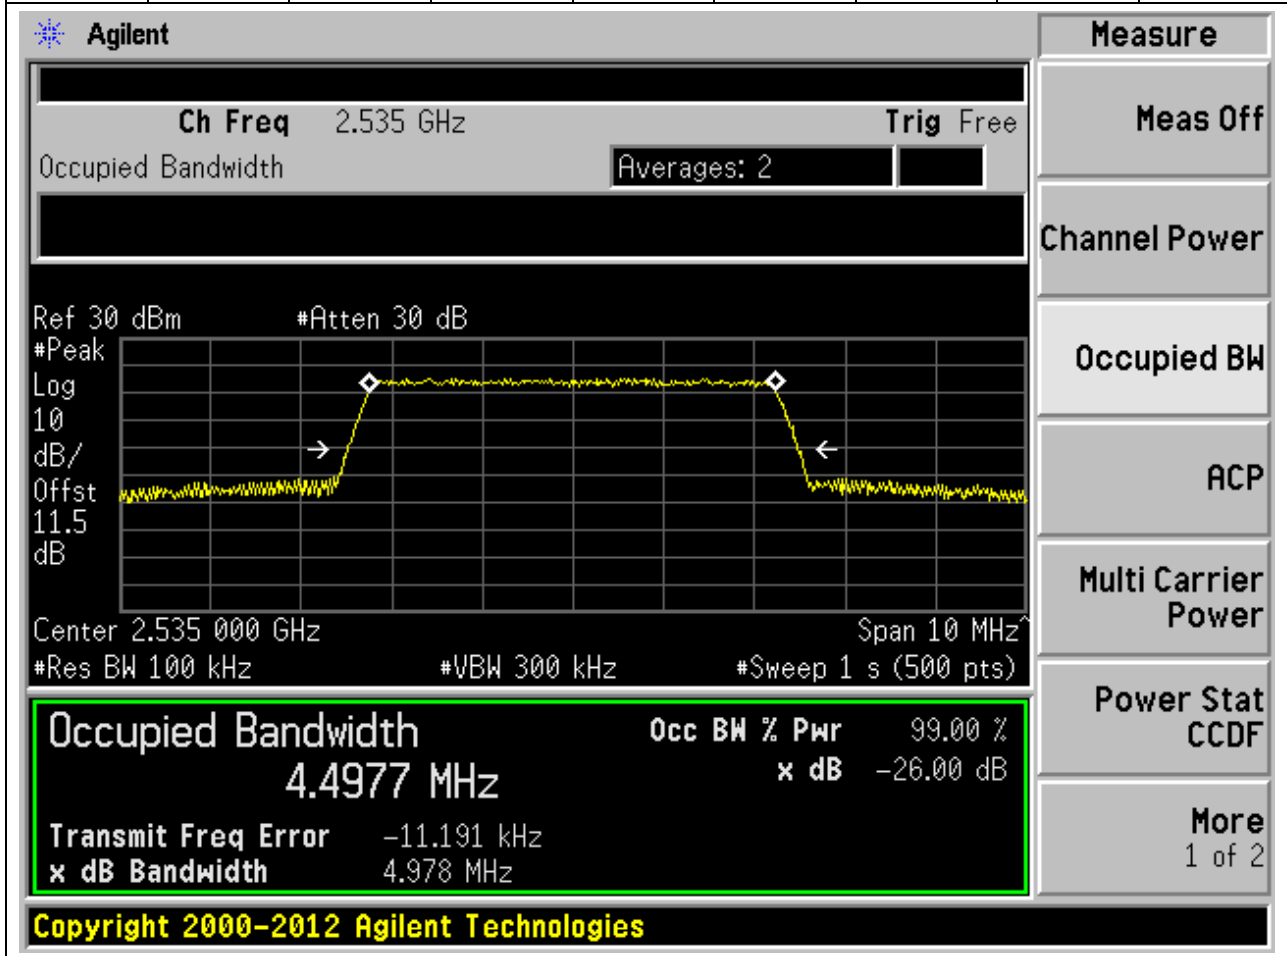 Agilent
Measure
Ch Freq 2.535 GHz Trig Free
Occupied Bandwidth Averages: 2
Meas Off
Channel Power
Occupied BW
ACP
Multi Carrier
Power
Power Stat
CCDF
More
1 of 2
Ref 30 dBm #Atten 30 dB
#Peak
Log
10
dB/
Offst
11.5
dB
Center 2.535 000 GHz Span 10 MHz^
#Res BW 100 kHz #VBW 300 kHz #Sweep 1 s (500 pts)
Occupied Bandwidth Occ BW % Pwr 99.00 %
4.4977 MHz x dB -26.00 dB
Transmit Freq Error -11.191 kHz
x dB Bandwidth 4.978 MHz
Copyright 2000-2012 Agilent Technologies